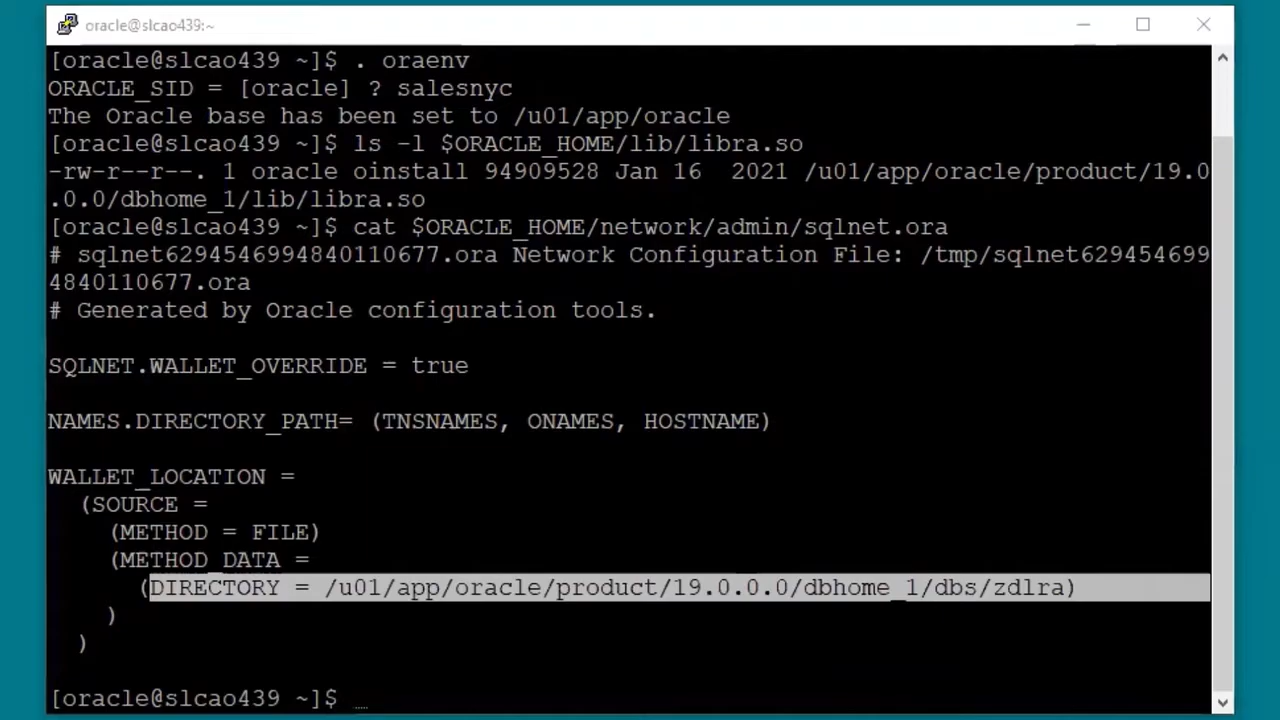 oracle@slcao439:~
[oracle@slcao439 ~]$ . oraenv
ORACLE_SID = [oracle] ? salesnyc
The Oracle base has been set to /u01/app/oracle
[oracle@slcao439 ~]$ ls -l $ORACLE_HOME/lib/libra.so
-rw-r--r--. 1 oracle oinstall 94909528 Jan 16  2021 /u01/app/oracle/product/19.0
.0.0/dbhome_1/lib/libra.so
[oracle@slcao439 ~]$ cat $ORACLE_HOME/network/admin/sqlnet.ora
# sqlnet6294546994840110677.ora Network Configuration File: /tmp/sqlnet629454699
4840110677.ora
# Generated by Oracle configuration tools.
SQLNET.WALLET_OVERRIDE = true
NAMES.DIRECTORY_PATH= (TNSNAMES, ONAMES, HOSTNAME)
WALLET_LOCATION =
(SOURCE =
(METHOD = FILE)
(METHOD_DATA =
(DIRECTORY = /u01/app/oracle/product/19.0.0.0/dbhome_1/dbs/zdlra)
)
)
[oracle@slcao439 ~]$